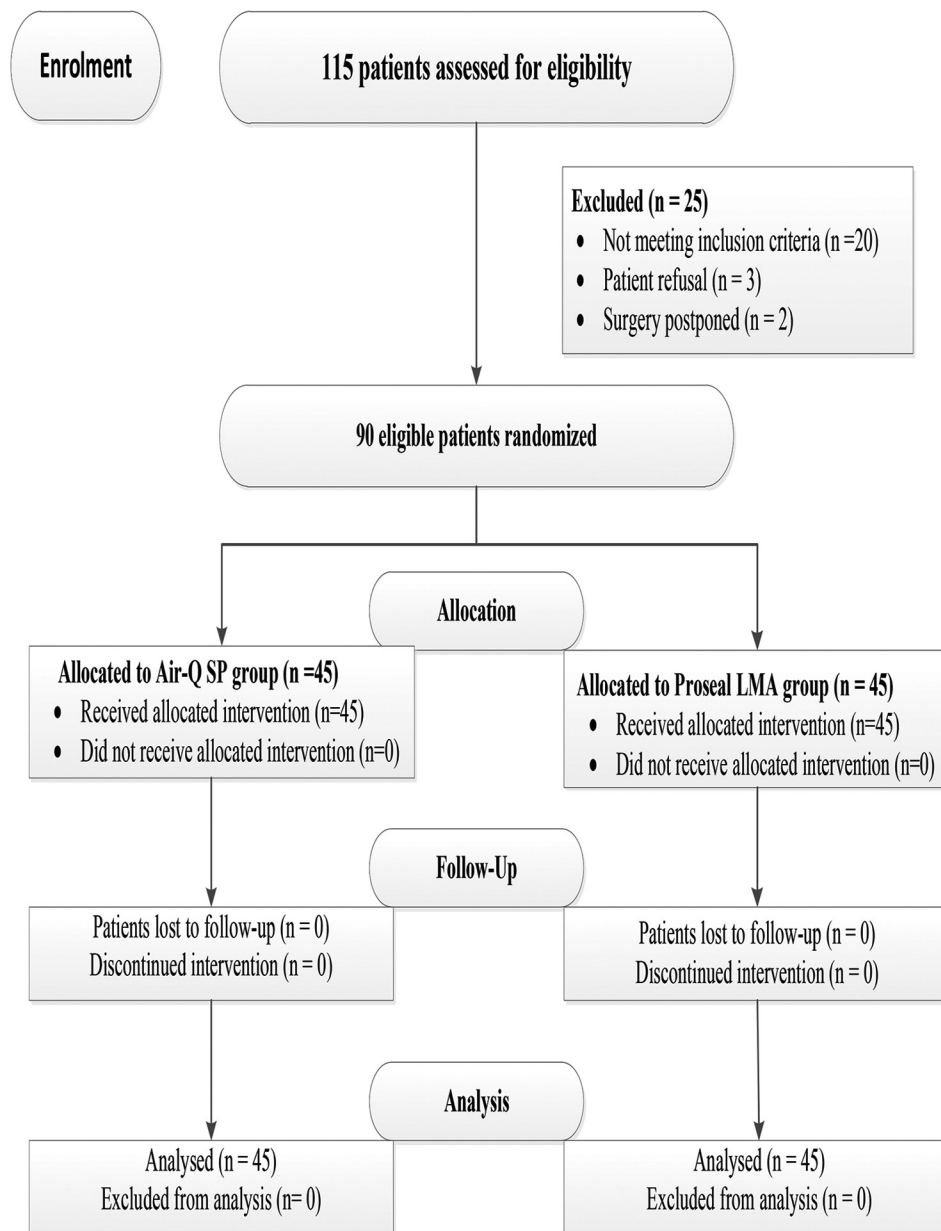 Enrolment
115 patients assessed for eligibility
Excluded (n = 25)
• Not meeting inclusion criteria (n =20)
• Patient refusal (n = 3)
• Surgery postponed (n = 2)
90 eligible patients randomized
Allocation
Allocated to Air-Q SP group (n =45)
• Received allocated intervention (n=45)
• Did not receive allocated intervention (n=0)
Allocated to Proseal LMA group (n = 45)
• Received allocated intervention (n=45)
• Did not receive allocated intervention (n=0)
Follow-Up
Patients lost to follow-up (n = 0)
Discontinued intervention (n = 0)
Patients lost to follow-up (n = 0)
Discontinued intervention (n = 0)
Analysis
Analysed (n = 45)
Excluded from analysis (n= 0)
Analysed (n = 45)
Excluded from analysis (n = 0)